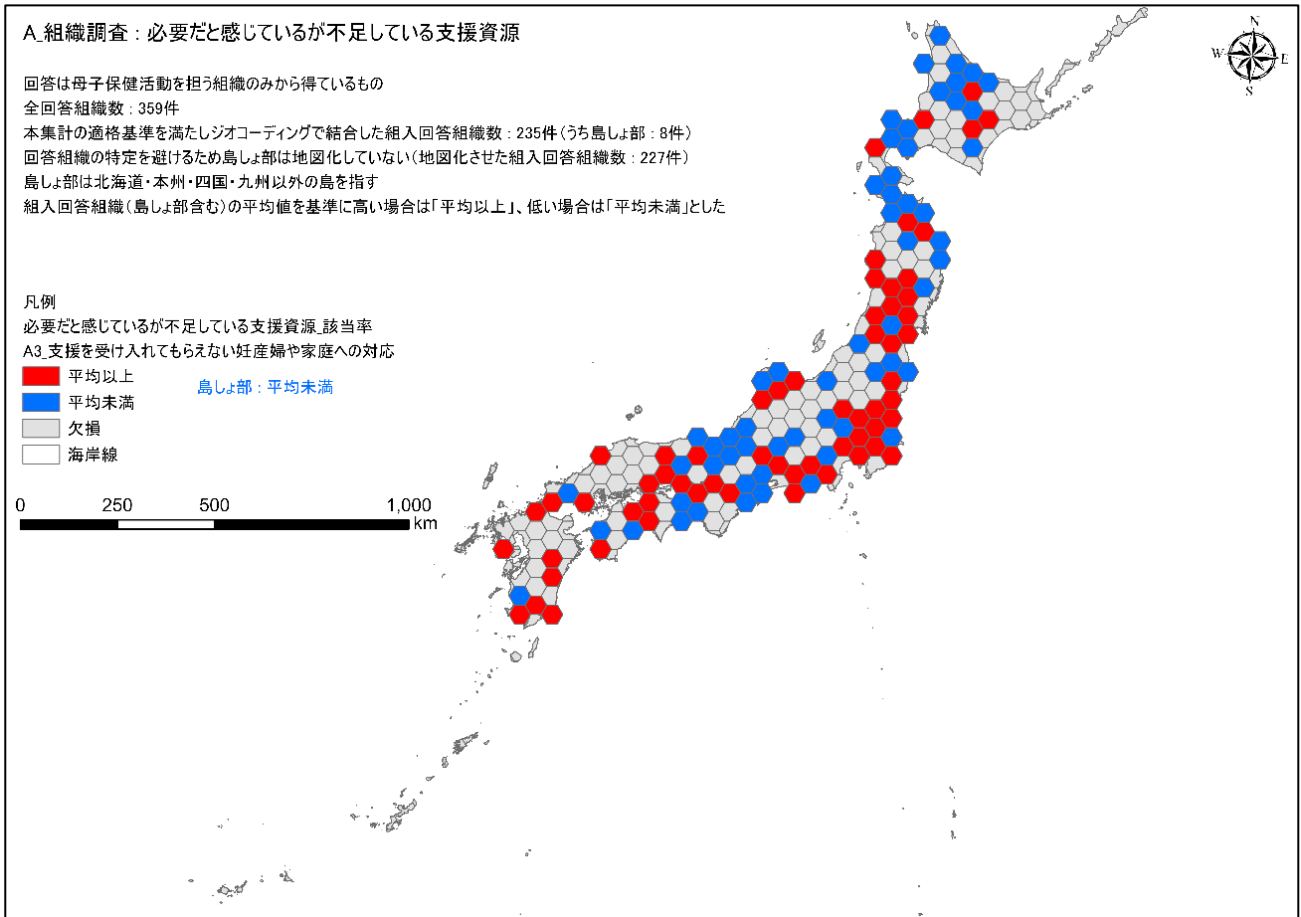 A_組織調査：必要だと感じているが不足している支援資源
回答は母子保健活動を担う組織のみから得ているもの
全回答組織数：359件
本集計の適格基準を満たしジオコーディングで結合した組入回答組織数：235件（うち島しょ部：8件）
回答組織の特定を避けるため島しょ部は地図化していない（地図化させた組入回答組織数：227件）
島しょ部は北海道・本州・四国・九州以外の島を指す
組入回答組織（島しょ部含む）の平均値を基準に高い場合は「平均以上」、低い場合は「平均未満」とした
N
W
E
S
凡例
必要だと感じているが不足している支援資源_該当率
A3_支援を受け入れてもらえない妊産婦や家庭への対応
平均以上
島しょ部：平均未満
平均未満
欠損
海岸線
0 250 500 1,000
km